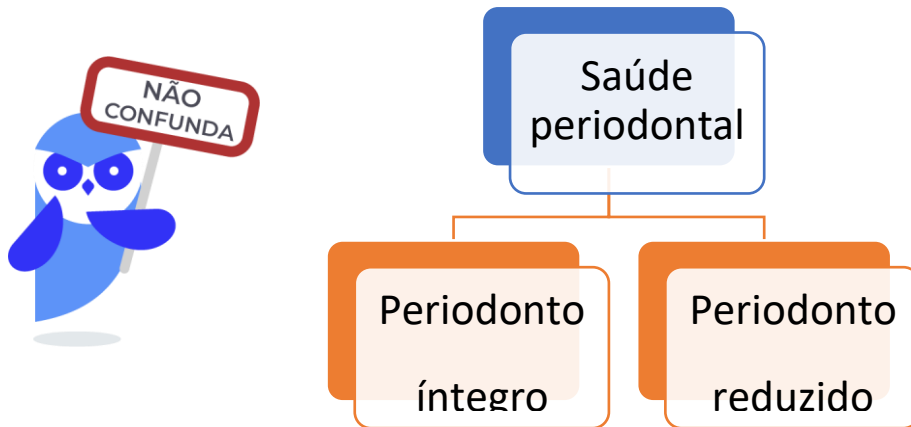 NÃO
CONFUNDA
Saúde
periodontal
Periodonto
íntegro
Periodonto
reduzido